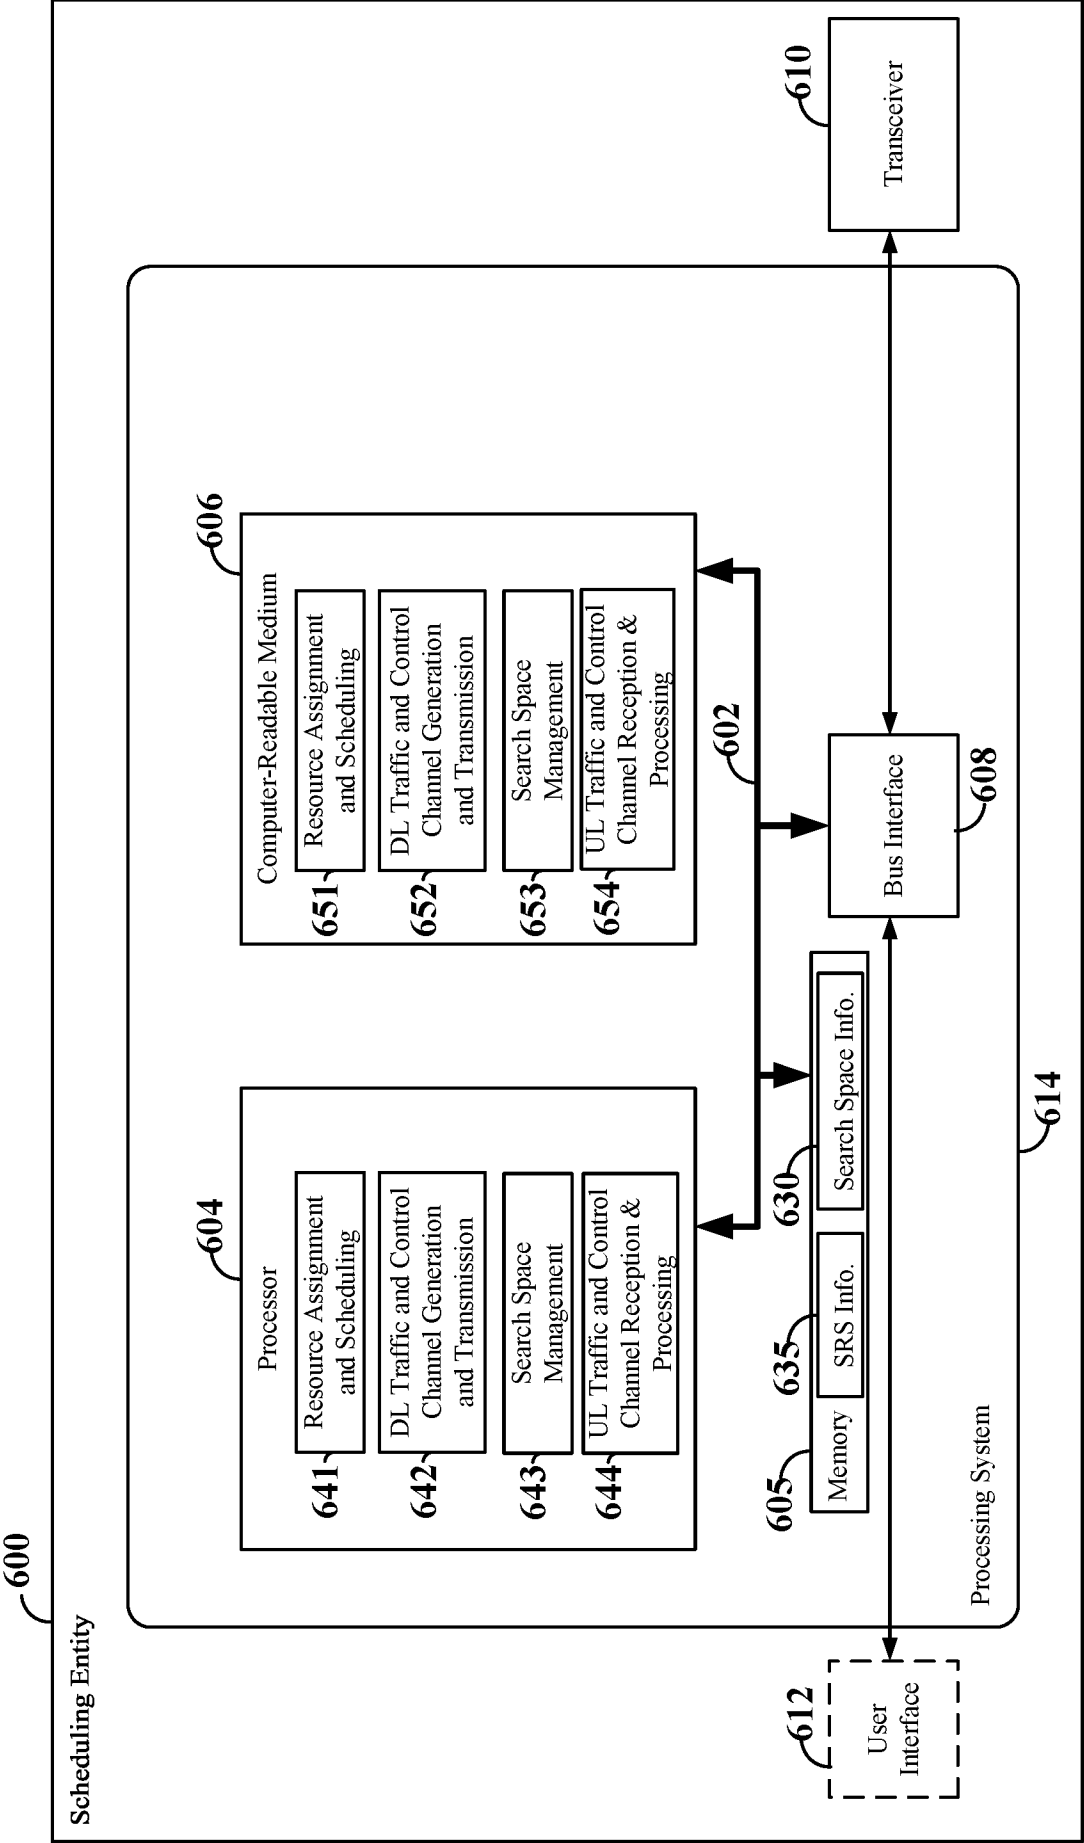 600
Scheduling Entity
604
Processor
641
Resource Assignment
and Scheduling
642
DL Traffic and Control
Channel Generation
and Transmission
643
Search Space
Management
644
UL Traffic and Control
Channel Reception &
Processing
606
Computer-Readable Medium
651
Resource Assignment
and Scheduling
652
DL Traffic and Control
Channel Generation
and Transmission
653
Search Space
Management
654
UL Traffic and Control
Channel Reception &
Processing
602
605
Memory
635
SRS Info.
630
Search Space Info.
612
User
Interface
Bus Interface
608
610
Transceiver
Processing System
614